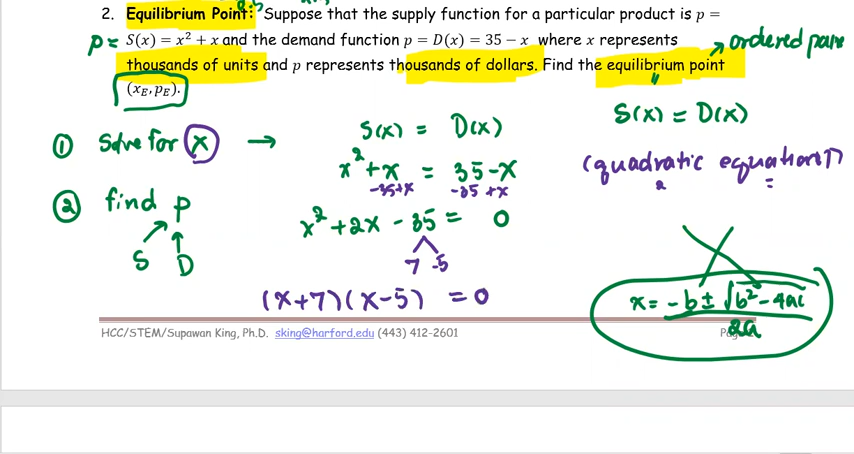 2. Equilibrium Point: Suppose that the supply function for a particular product is p =
p = S(x) = x² + x and the demand function p = D(x) = 35 − x where x represents
→ ordered pair
thousands of units and p represents thousands of dollars. Find the equilibrium point
(x_E, p_E).
S(x) = D(x)
① Solve for x → S(x) = D(x)
x² + x = 35 - x
(quadratic equations!)
-35+x -35 +x
② find p
x² + 2x - 35 = 0
S D
7 -5
(x+7)(x-5) = 0
x = -b ± √b² - 4ac
2a
HCC/STEM/Supawan King, Ph.D. sking@harford.edu (443) 412-2601